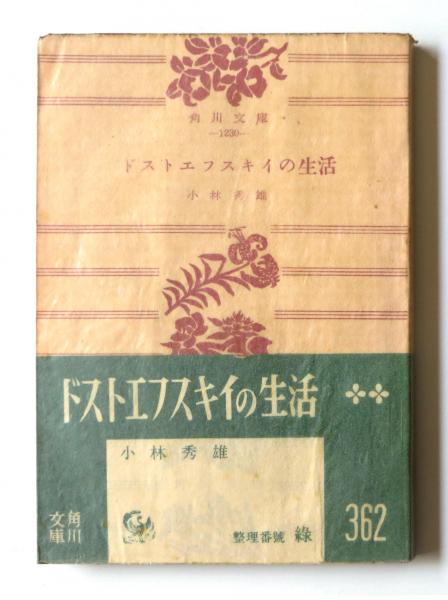 角川文庫
—1230—
ドストエフスキイの生活
小林秀雄
ドストエフスキイの生活
小林秀雄
角川文庫
整理番號 綠
362